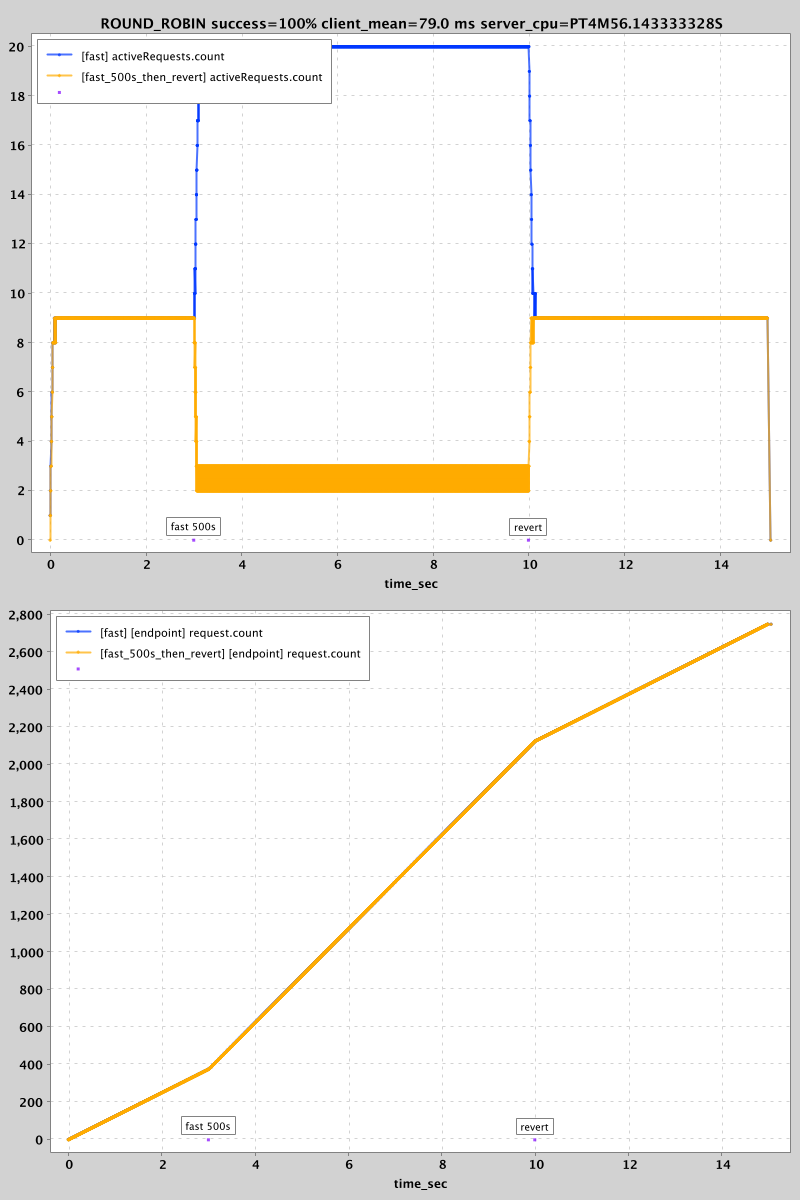 ROUND_ROBIN success=100% client_mean=79.0 ms server_cpu=PT4M56.143333328S
[fast] activeRequests.count
[fast_500s_then_revert] activeRequests.count
20
18
16
14
12
10
8
6
4
2
0
fast 500s
revert
0 2 4 6 8 10 12 14
time_sec
[fast] [endpoint] request.count
[fast_500s_then_revert] [endpoint] request.count
2,800
2,600
2,400
2,200
2,000
1,800
1,600
1,400
1,200
1,000
800
600
400
200
0
fast 500s
revert
0 2 4 6 8 10 12 14
time_sec